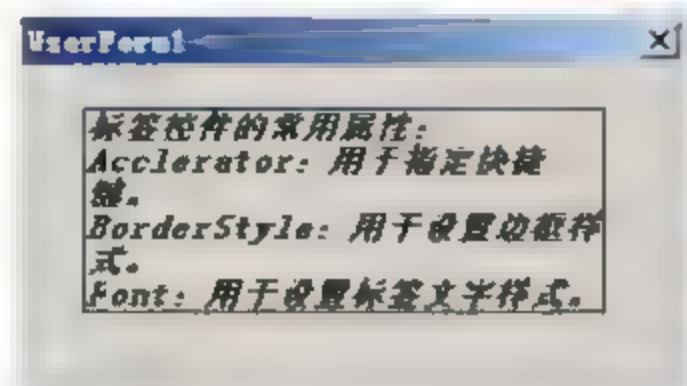 UserForm1
标签控件的常用属性:
Acclerator: 用于指定快捷
键。
BorderStyle: 用于设置边框样
式。
Font: 用于设置标签文字样式。